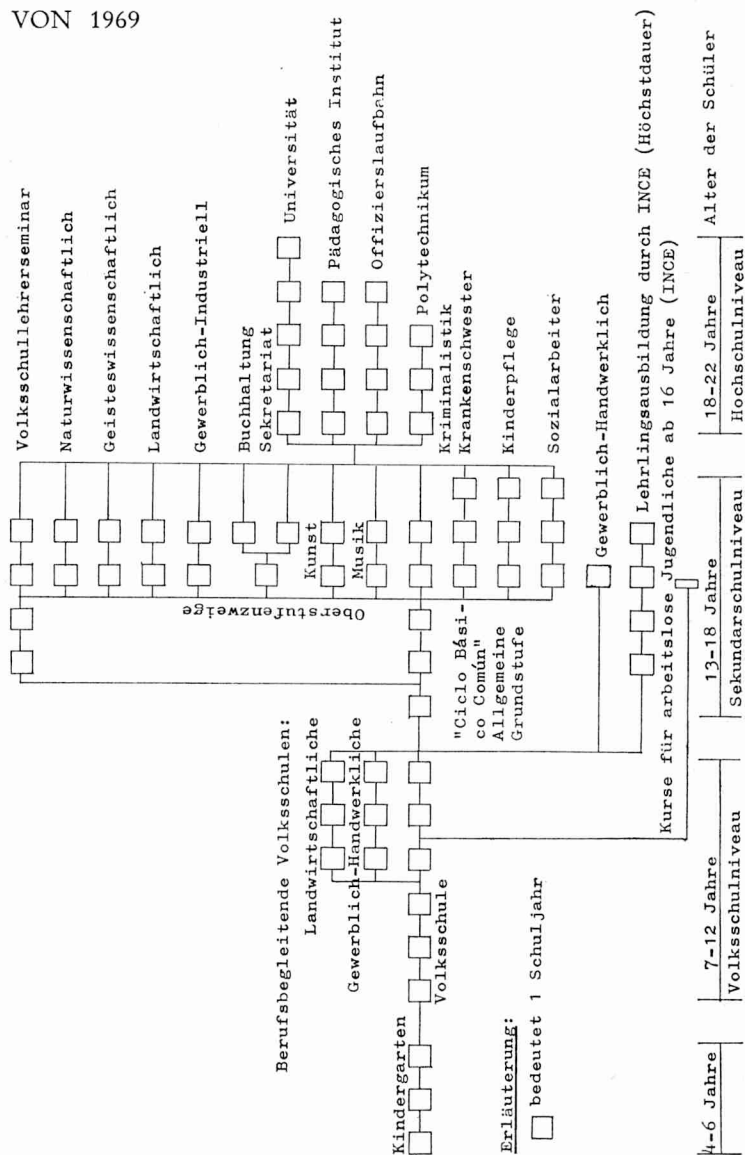 VON 1969
Volksschullehrerseminar
Naturwissenschaftlich
Geisteswissenschaftlich
Landwirtschaftlich
Gewerblich-Industriell
Buchhaltung
Sekretariat
Universität
Pädagogisches Institut
Offizierslaufbahn
Polytechnikum
Kunst
Musik
Kriminalistik
Krankenschwester
Kinderpflege
Sozialarbeiter
Oberstufenzweige
"Ciclo Bási-
co Común"
Allgemeine
Grundstufe
Gewerblich-Handwerklich
Lehrlingsausbildung durch INCE (Höchstdauer)
Kurse für arbeitslose Jugendliche ab 16 Jahre (INCE)
Berufsbegleitende Volksschulen:
Landwirtschaftliche
Gewerblich-Handwerkliche
Volksschule
Kindergarten
Erläuterung:
bedeutet 1 Schuljahr
4-6 Jahre
7-12 Jahre
Volksschulniveau
13-18 Jahre
Sekundarschulniveau
18-22 Jahre
Hochschulniveau
Alter der Schüler